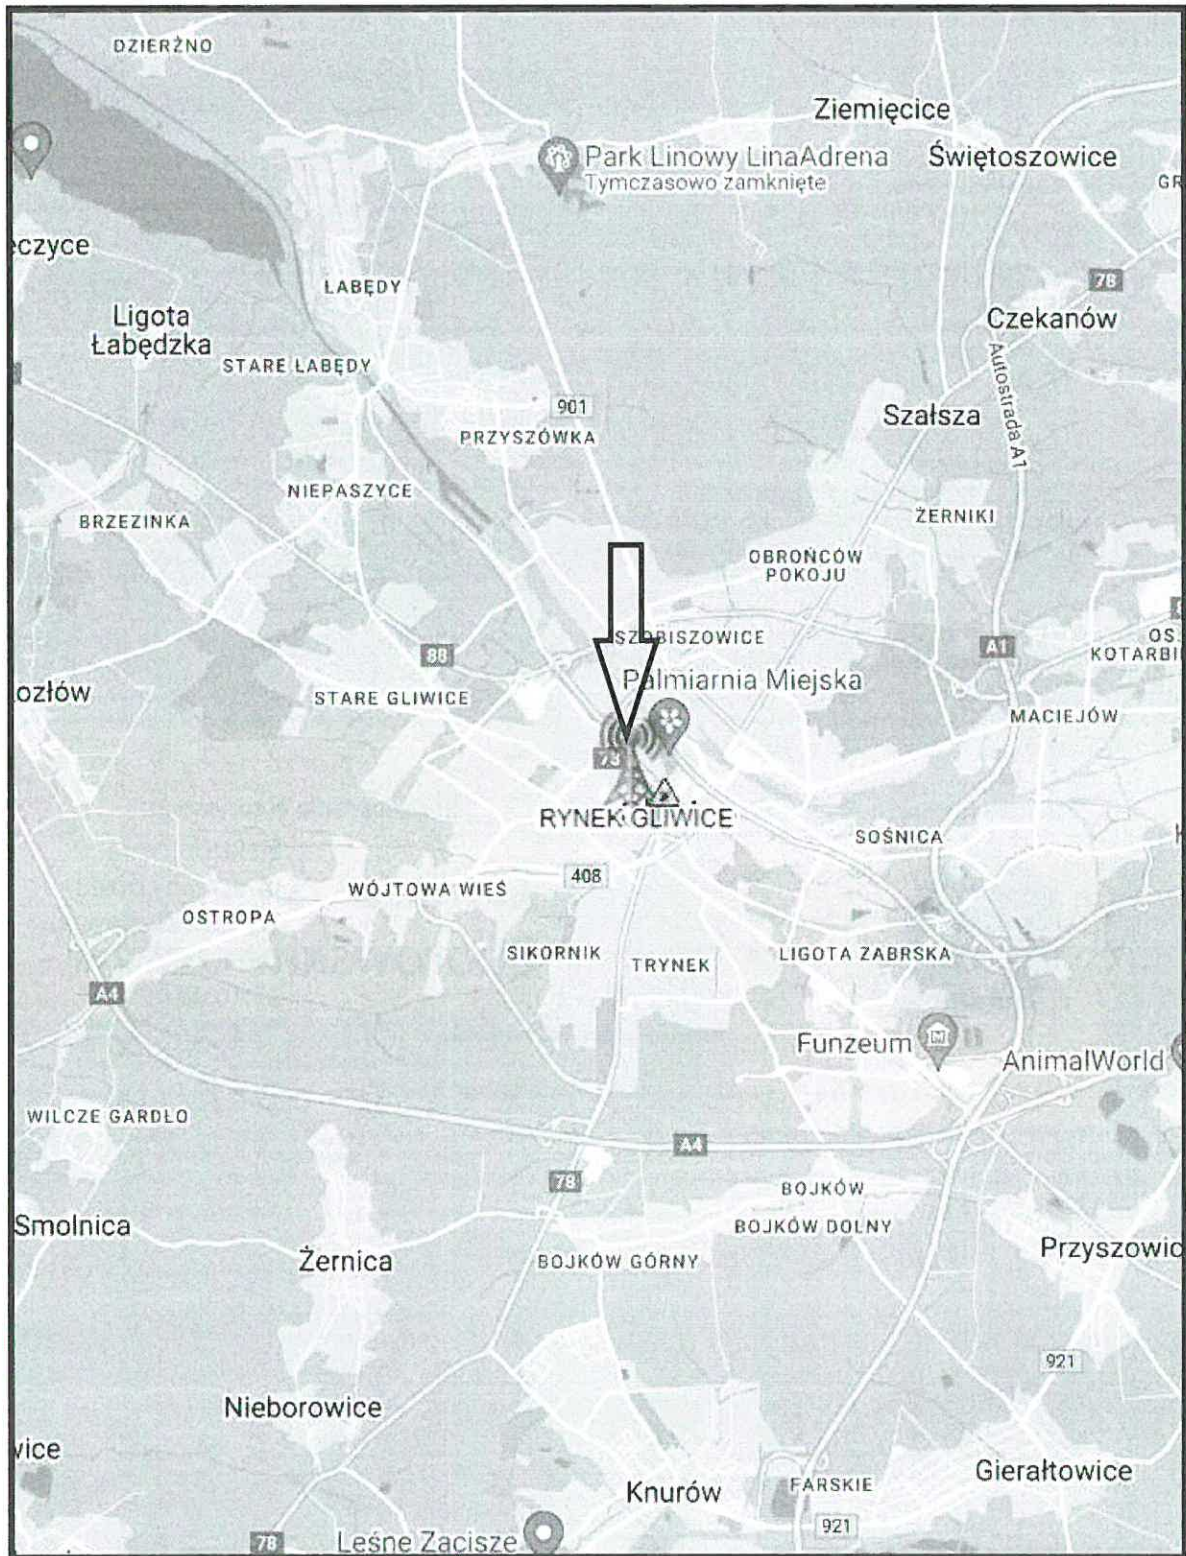 DZIERŻNO
Ziemięcice
Park Linowy LinaAdrena
Tymczasowo zamknięte
Świętoszowice
GR
eczyce
78
ŁABĘDY
Ligota
Łabędzka
Czekanów
STARE ŁABĘDY
Autostrada A1
901
Szałsza
PRZYSZÓWKA
NIEPASZYCE
BRZEZINKA
ŻERNIKI
OBROŃCÓW
POKOJU
SZOBISZOWICE
88
A1
OS.
KOTARBI
ozłów
STARE GLIWICE
Palmiarnia Miejska
MACIEJÓW
78
RYNEK GLIWICE
SOŚNICA
408
WÓJTOWA WIEŚ
OSTROPA
SIKORNIK
TRYNEK
LIGOTA ZABRSKA
A4
Funzeum
AnimalWorld
WILCZE GARDŁO
A4
78
BOJKÓW
Smolnica
BOJKÓW DOLNY
Żernica
BOJKÓW GÓRNY
Przyszowic
921
Nieborowice
wice
Gierałtowice
Knurów
FARSKIE
921
78
Leśne Zacisze